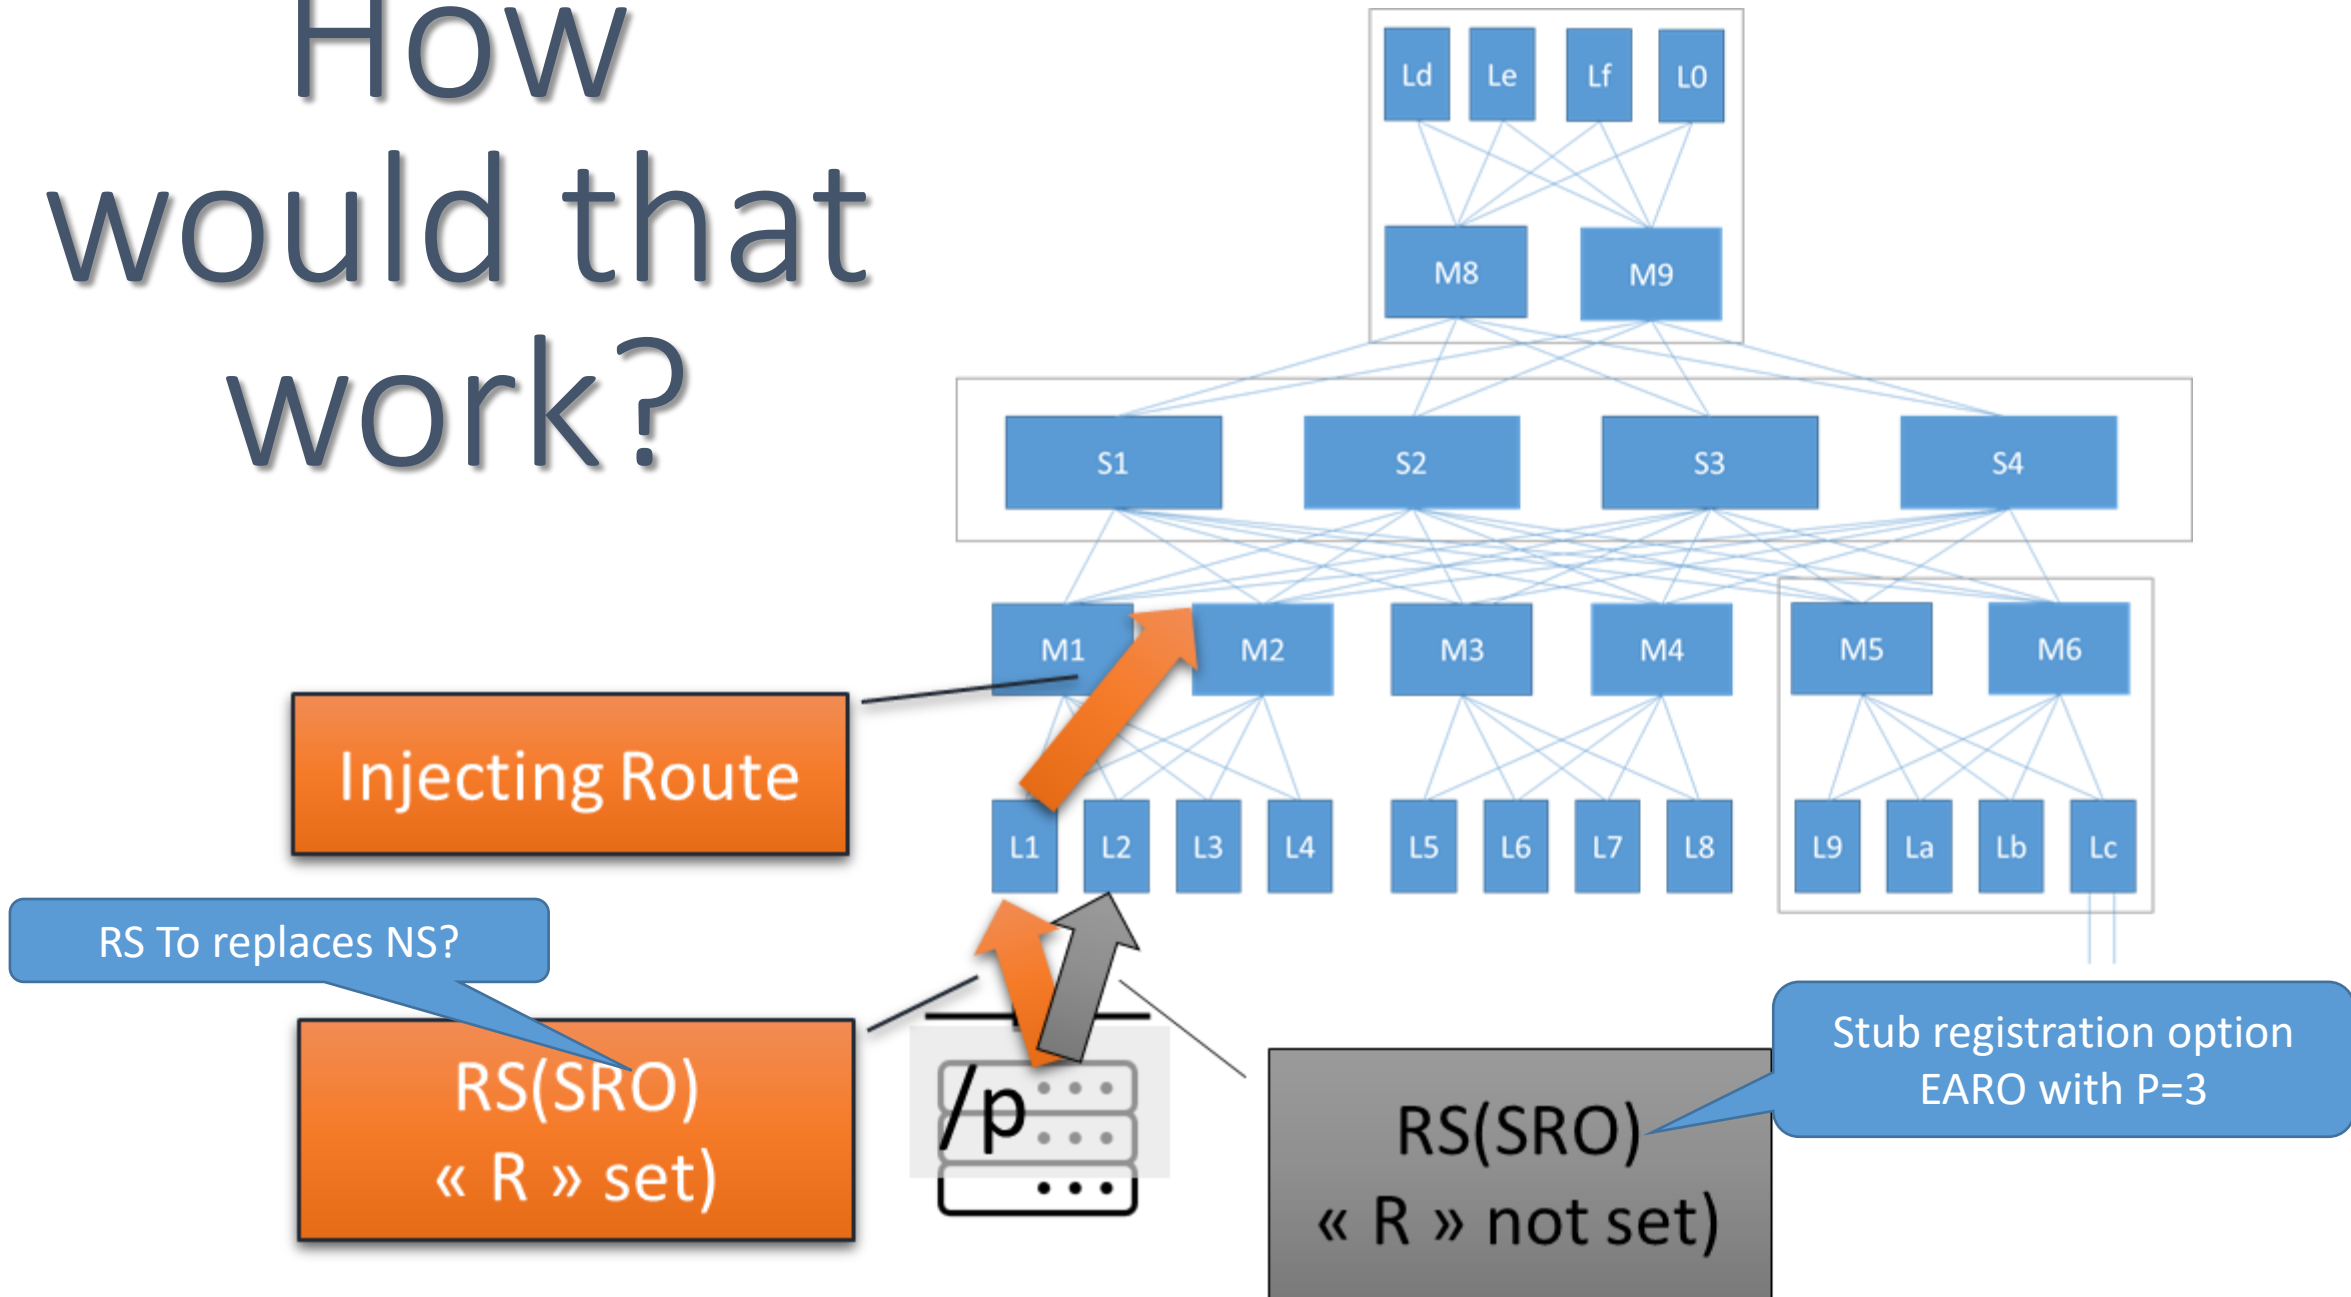 How
would that
work?
Ld Le Lf L0
M8 M9
S1 S2 S3 S4
M1 M2 M3 M4 M5 M6
Injecting Route
L1 L2 L3 L4 L5 L6 L7 L8 L9 La Lb Lc
RS To replaces NS?
RS(SRO)
« R » set)
/p
RS(SRO)
« R » not set)
Stub registration option
EARO with P=3